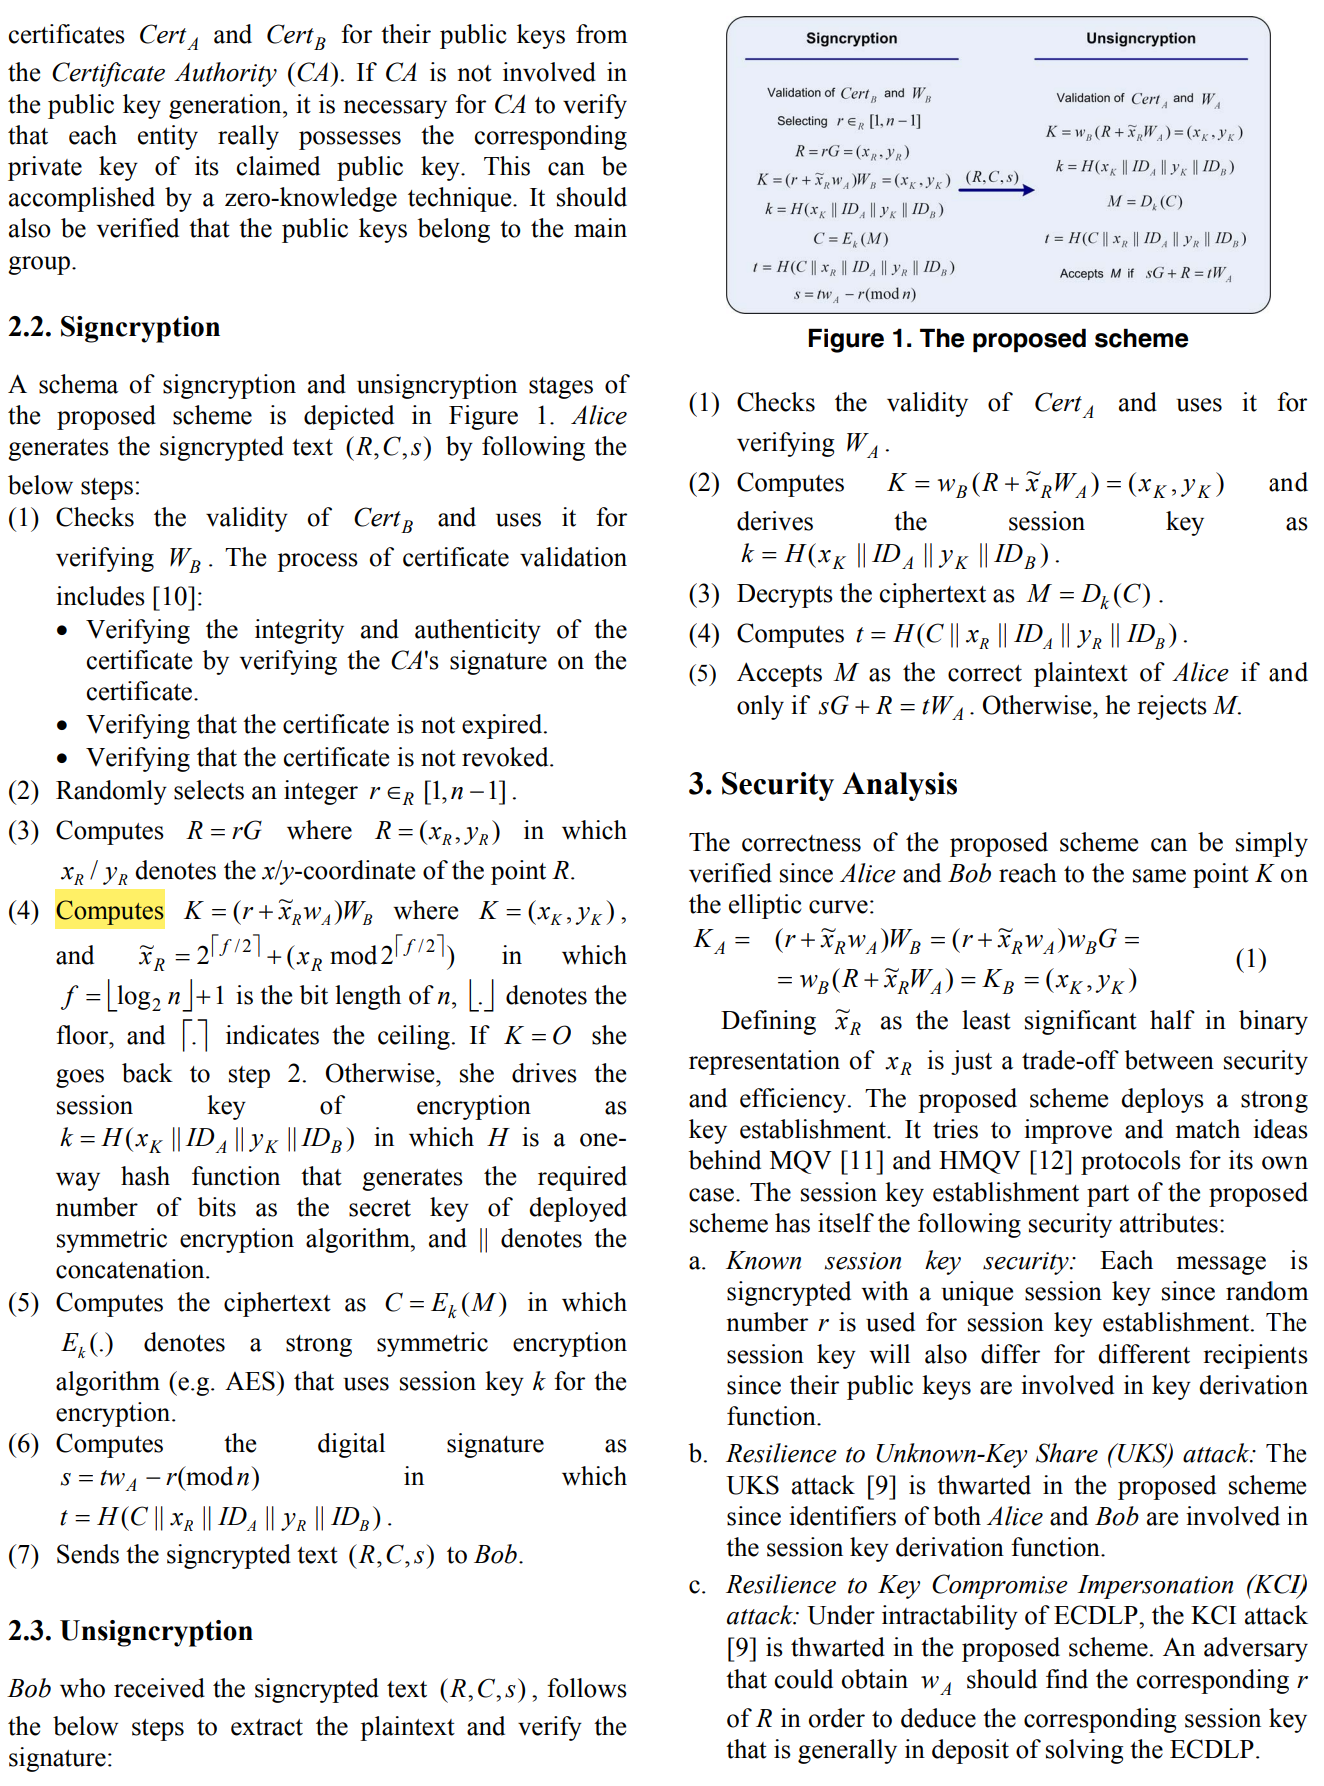 certificates Cert_A and Cert_B for their public keys from
the Certificate Authority (CA). If CA is not involved in
the public key generation, it is necessary for CA to verify
that each entity really possesses the corresponding
private key of its claimed public key. This can be
accomplished by a zero-knowledge technique. It should
also be verified that the public keys belong to the main
group.
2.2. Signcryption
A schema of signcryption and unsigncryption stages of
the proposed scheme is depicted in Figure 1. Alice
generates the signcrypted text (R,C,s) by following the
below steps:
(1) Checks the validity of Cert_B and uses it for
verifying W_B. The process of certificate validation
includes [10]:
• Verifying the integrity and authenticity of the
certificate by verifying the CA's signature on the
certificate.
• Verifying that the certificate is not expired.
• Verifying that the certificate is not revoked.
(2) Randomly selects an integer r ∈_R [1, n − 1].
(3) Computes R = rG where R = (x_R, y_R) in which
x_R / y_R denotes the x/y-coordinate of the point R.
(4) Computes K = (r + x̃_R w_A)W_B where K = (x_K, y_K),
and x̃_R = 2^⌈f/2⌉ + (x_R mod 2^⌈f/2⌉) in which
f = ⌊log_2 n⌋ + 1 is the bit length of n, ⌊.⌋ denotes the
floor, and ⌈.⌉ indicates the ceiling. If K = O she
goes back to step 2. Otherwise, she drives the
session key of encryption as
k = H(x_K || ID_A || y_K || ID_B) in which H is a one-
way hash function that generates the required
number of bits as the secret key of deployed
symmetric encryption algorithm, and || denotes the
concatenation.
(5) Computes the ciphertext as C = E_k(M) in which
E_k(.) denotes a strong symmetric encryption
algorithm (e.g. AES) that uses session key k for the
encryption.
(6) Computes the digital signature as
s = tw_A − r(mod n) in which
t = H(C || x_R || ID_A || y_R || ID_B).
(7) Sends the signcrypted text (R,C,s) to Bob.
2.3. Unsigncryption
Bob who received the signcrypted text (R,C,s), follows
the below steps to extract the plaintext and verify the
signature:
Signcryption
Validation of Cert_B and W_B
Selecting r ∈_R [1, n − 1]
R = rG = (x_R, y_R)
K = (r + x̃_R w_A)W_B = (x_K, y_K)
k = H(x_K || ID_A || y_K || ID_B)
C = E_k(M)
t = H(C || x_R || ID_A || y_R || ID_B)
s = tw_A − r(mod n)
(R,C,s)
Unsigncryption
Validation of Cert_A and W_A
K = w_B(R + x̃_R W_A) = (x_K, y_K)
k = H(x_K || ID_A || y_K || ID_B)
M = D_k(C)
t = H(C || x_R || ID_A || y_R || ID_B)
Accepts M if sG + R = tW_A
Figure 1. The proposed scheme
(1) Checks the validity of Cert_A and uses it for
verifying W_A.
(2) Computes K = w_B(R + x̃_R W_A) = (x_K, y_K) and
derives the session key as
k = H(x_K || ID_A || y_K || ID_B).
(3) Decrypts the ciphertext as M = D_k(C).
(4) Computes t = H(C || x_R || ID_A || y_R || ID_B).
(5) Accepts M as the correct plaintext of Alice if and
only if sG + R = tW_A. Otherwise, he rejects M.
3. Security Analysis
The correctness of the proposed scheme can be simply
verified since Alice and Bob reach to the same point K on
the elliptic curve:
K_A = (r + x̃_R w_A)W_B = (r + x̃_R w_A)w_B G =
= w_B(R + x̃_R W_A) = K_B = (x_K, y_K) (1)
Defining x̃_R as the least significant half in binary
representation of x_R is just a trade-off between security
and efficiency. The proposed scheme deploys a strong
key establishment. It tries to improve and match ideas
behind MQV [11] and HMQV [12] protocols for its own
case. The session key establishment part of the proposed
scheme has itself the following security attributes:
a. Known session key security: Each message is
signcrypted with a unique session key since random
number r is used for session key establishment. The
session key will also differ for different recipients
since their public keys are involved in key derivation
function.
b. Resilience to Unknown-Key Share (UKS) attack: The
UKS attack [9] is thwarted in the proposed scheme
since identifiers of both Alice and Bob are involved in
the session key derivation function.
c. Resilience to Key Compromise Impersonation (KCI)
attack: Under intractability of ECDLP, the KCI attack
[9] is thwarted in the proposed scheme. An adversary
that could obtain w_A should find the corresponding r
of R in order to deduce the corresponding session key
that is generally in deposit of solving the ECDLP.